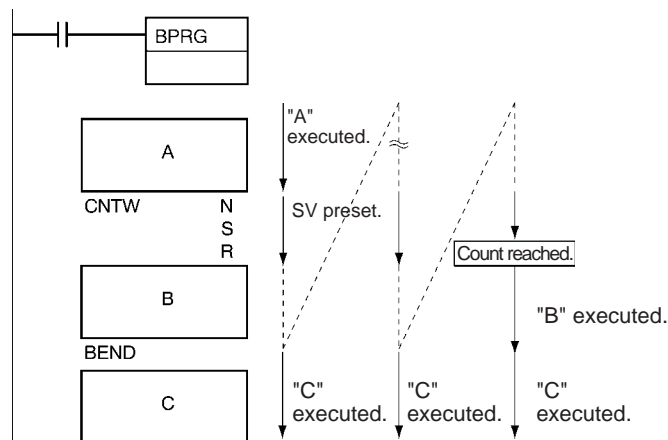 BPRG
"A"
executed.
A
CNTW N
S
R
SV preset.
Count reached.
B
"B" executed.
BEND
C
"C"
executed.
"C"
executed.
"C"
executed.